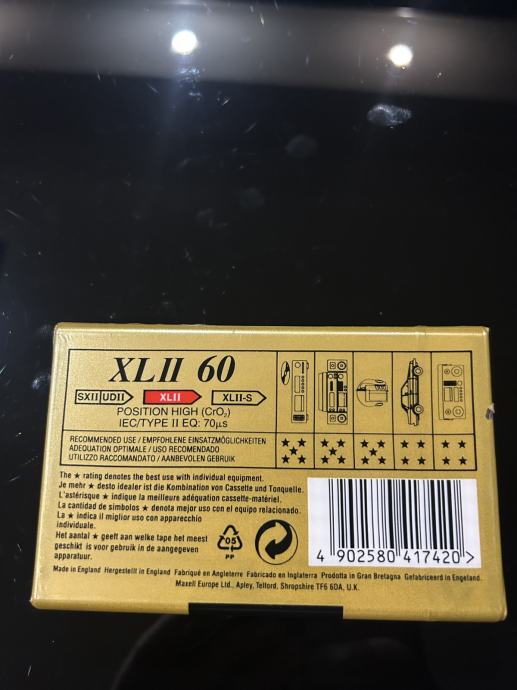 XLII 60
SXII UDII XLII XLII-S
POSITION HIGH (CrO₂)
IEC/TYPE II EQ: 70µs
RECOMMENDED USE / EMPFOHLENE EINSATZMÖGLICHKEITEN
ADEQUATION OPTIMALE / USO RECOMENDADO
UTILIZZO RACCOMANDATO / AANBEVOLEN GEBRUIK
The ★ rating denotes the best use with individual equipment.
Je mehr ★ desto idealer ist die Kombination von Cassette und Tonquelle.
L'astérisque ★ indique la meilleure adéquation cassette-matériel.
La cantidad de símbolos ★ denota mejor uso con el equipo relacionado.
La ★ indica il miglior uso con apparecchio
individuale.
Het aantal ★ geeft aan welke tape het meest
geschikt is voor gebruik in de aangegeven
apparatuur.
05
PP
4 902580 417420 >
Made in England Hergestellt in England Fabriqué en Angleterre Fabricado en Inglaterra Prodotta in Gran Bretagna Gefabriceerd in Engeland.
Maxell Europe Ltd., Apley, Telford, Shropshire TF6 6DA, U.K.